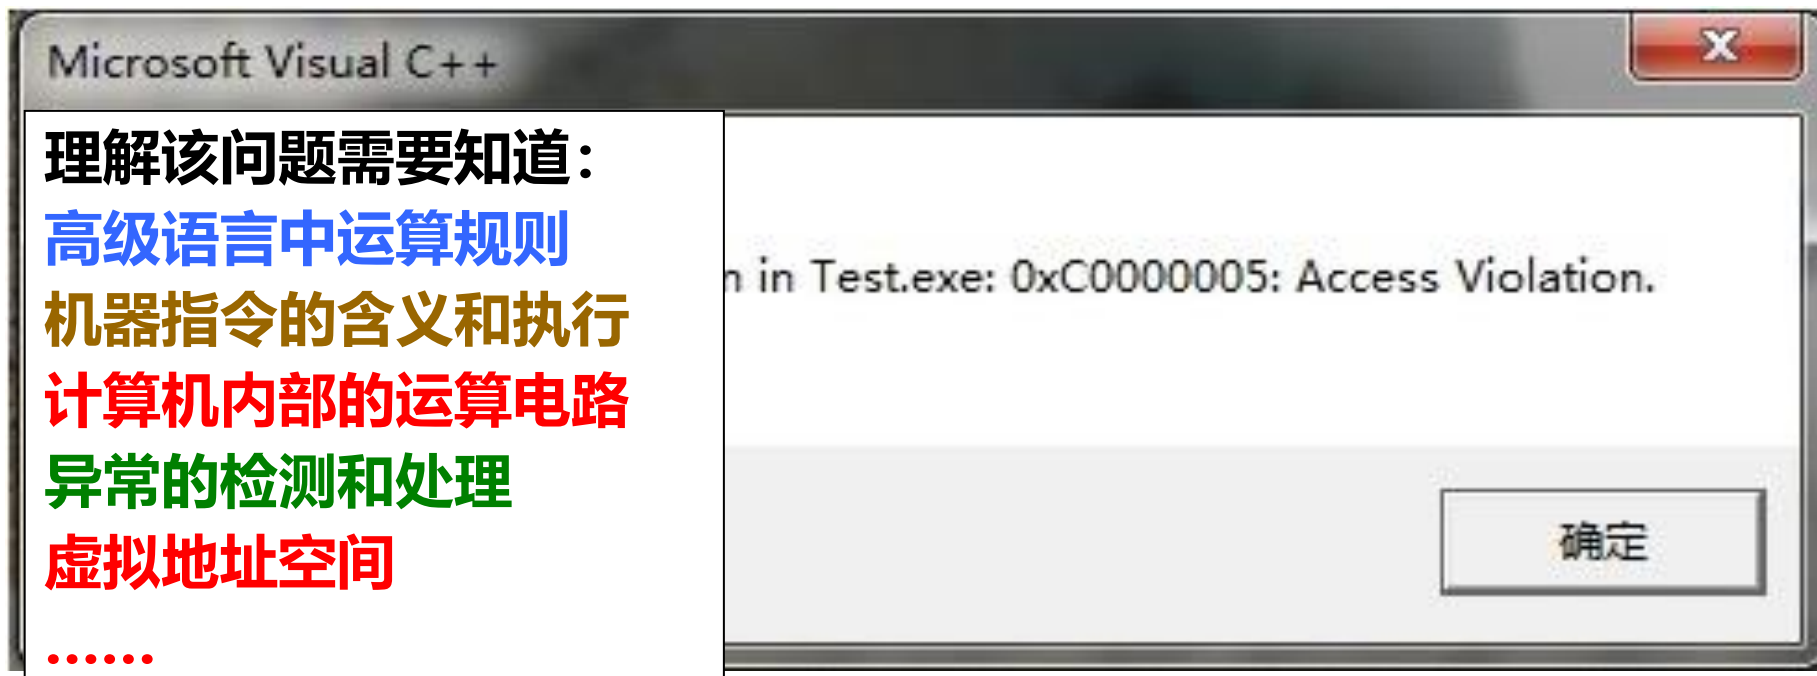 Microsoft Visual C++
理解该问题需要知道：
高级语言中运算规则
机器指令的含义和执行
计算机内部的运算电路
异常的检测和处理
虚拟地址空间
……
in Test.exe: 0xC0000005: Access Violation.
确定